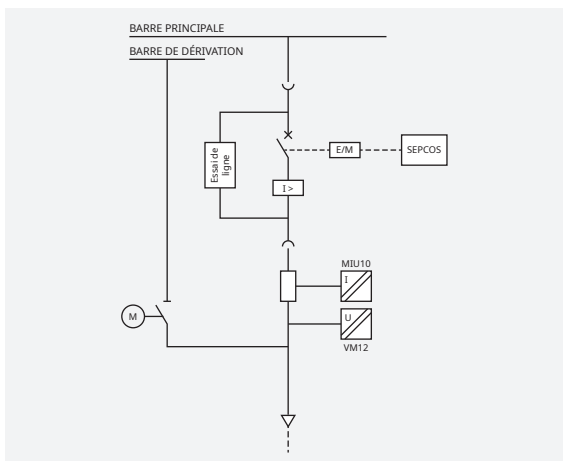 BARRE PRINCIPALE
BARRE DE DÉRIVATION
Essai de
ligne
E/M
SEPCOS
I >
MIU10
I
M
U
VM12